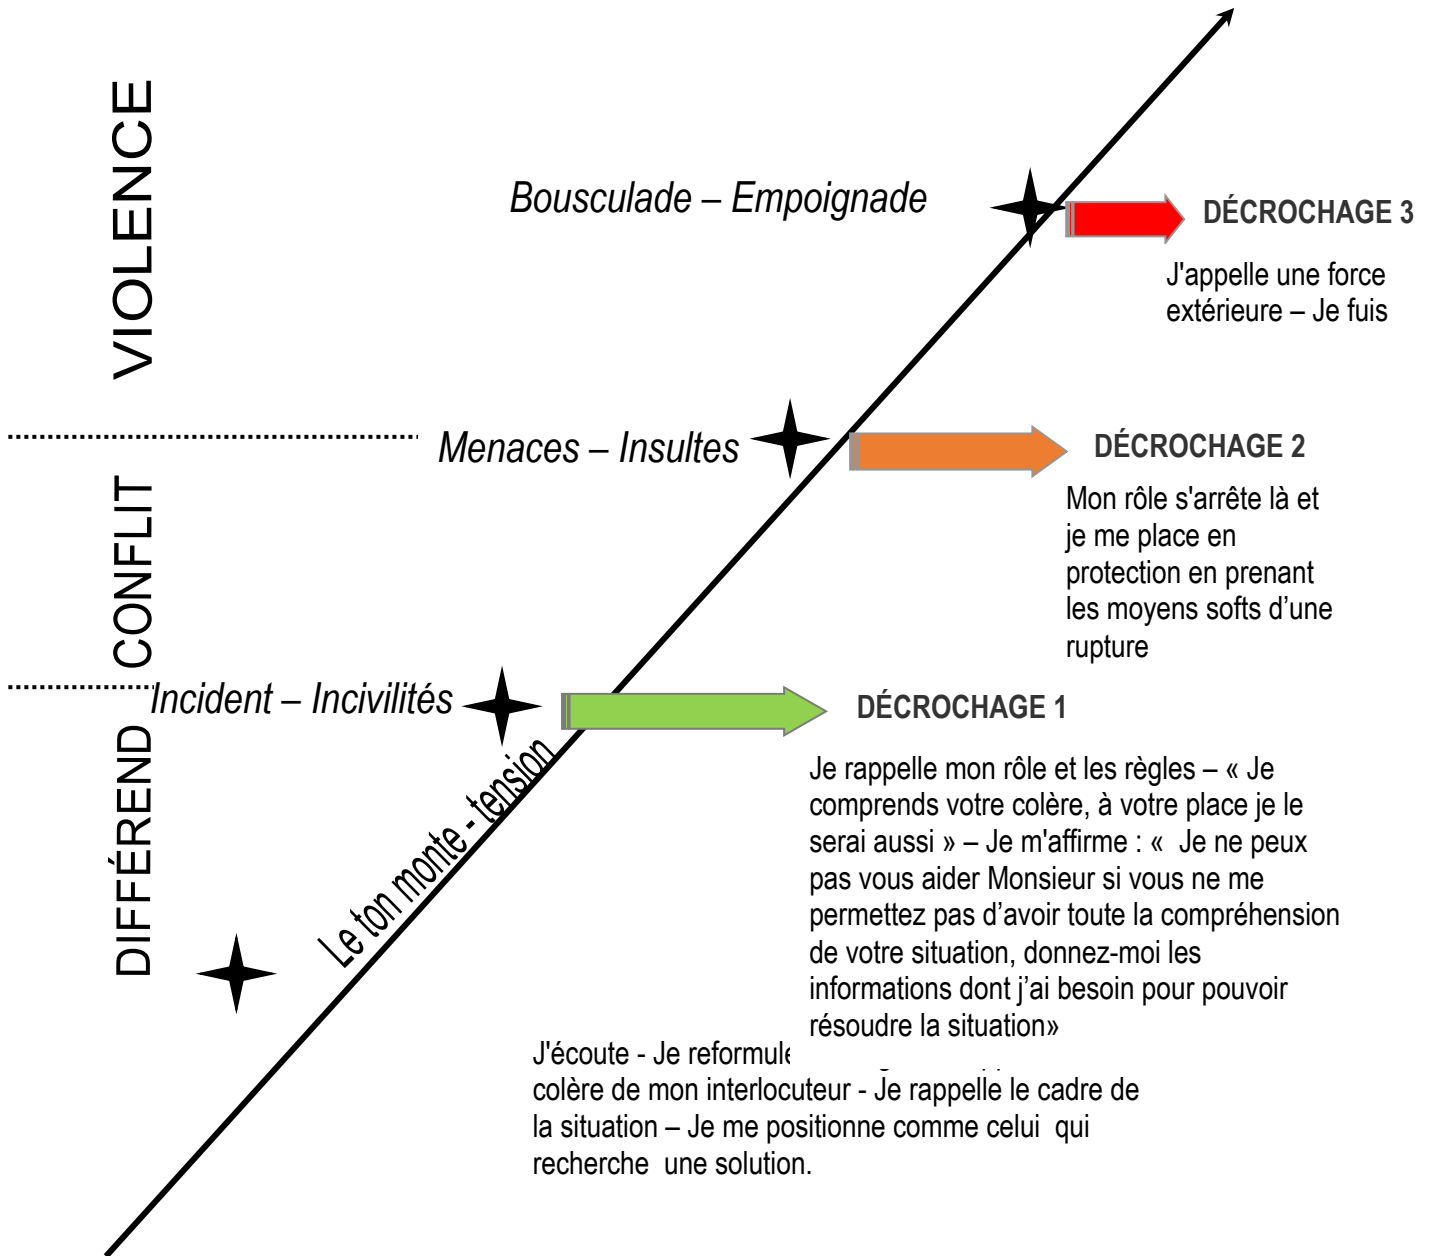 VIOLENCE
Bousculade – Empoignade
DÉCROCHAGE 3
J'appelle une force
extérieure – Je fuis
Menaces – Insultes
DÉCROCHAGE 2
Mon rôle s'arrête là et
je me place en
protection en prenant
les moyens softs d’une
rupture
CONFLIT
Incident – Incivilités
DÉCROCHAGE 1
Je rappelle mon rôle et les règles – « Je
comprends votre colère, à votre place je le
serai aussi » – Je m'affirme : «  Je ne peux
pas vous aider Monsieur si vous ne me
permettez pas d’avoir toute la compréhension
de votre situation, donnez-moi les
informations dont j’ai besoin pour pouvoir
résoudre la situation»
DIFFÉREND
Le ton monte - tension
J'écoute - Je reformule
colère de mon interlocuteur - Je rappelle le cadre de
la situation – Je me positionne comme celui  qui
recherche  une solution.